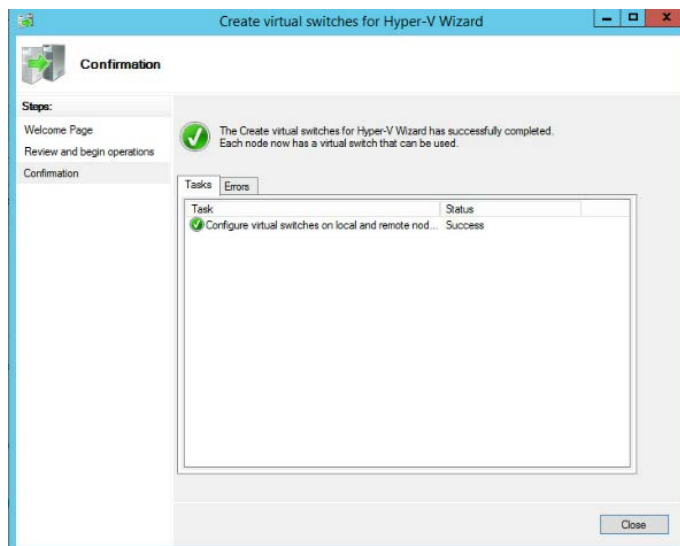 Create virtual switches for Hyper-V Wizard
Confirmation
Steps:
Welcome Page
Review and begin operations
Confirmation
The Create virtual switches for Hyper-V Wizard has successfully completed.
Each node now has a virtual switch that can be used.
Tasks Errors
Task Status
Configure virtual switches on local and remote nod... Success
Close